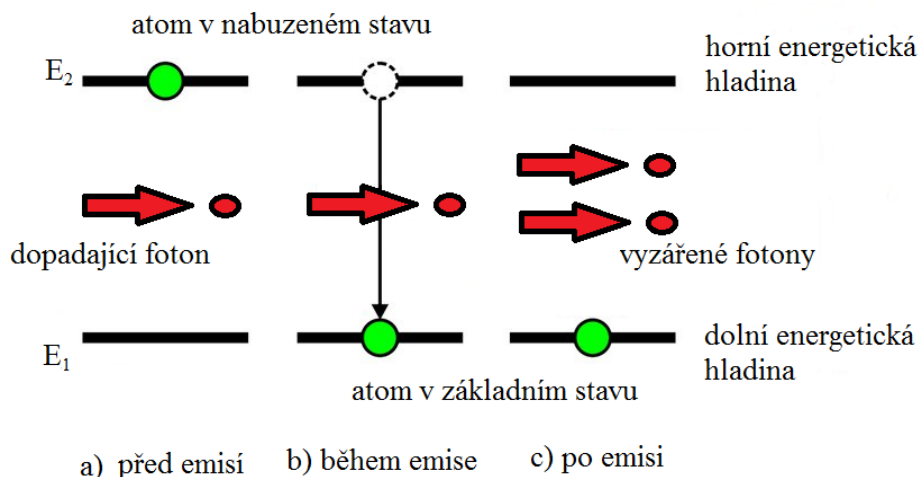 atom v nabuzeném stavu
E2
horní energetická
hladina
dopadající foton
vyzářené fotony
E1
dolní energetická
hladina
atom v základním stavu
a) před emisí
b) během emise
c) po emisi